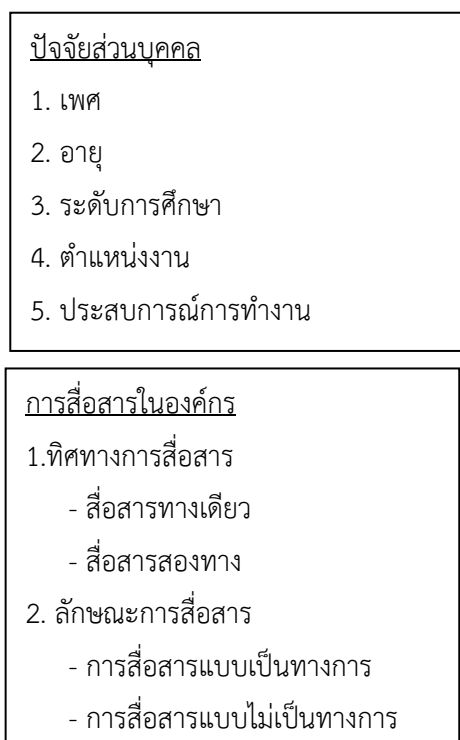 ปัจจัยส่วนบุคคล
1. เพศ
2. อายุ
3. ระดับการศึกษา
4. ตำแหน่งงาน
5. ประสบการณ์การทำงาน
การสื่อสารในองค์กร
1.ทิศทางการสื่อสาร
- สื่อสารทางเดียว
- สื่อสารสองทาง
2. ลักษณะการสื่อสาร
- การสื่อสารแบบเป็นทางการ
- การสื่อสารแบบไม่เป็นทางการ